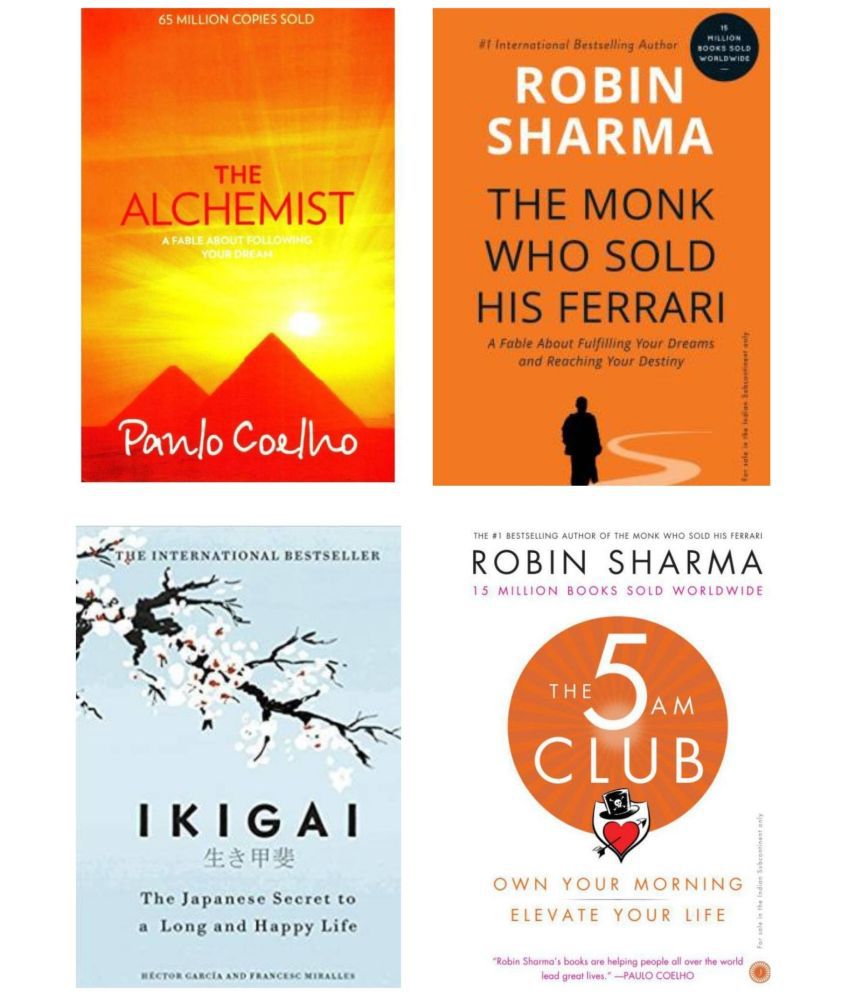 65 MILLION COPIES SOLD
THE
ALCHEMIST
A FABLE ABOUT FOLLOWING
YOUR DREAM
Paulo Coelho
#1 International Bestselling Author
15
MILLION
BOOKS SOLD
WORLDWIDE
ROBIN
SHARMA
THE MONK
WHO SOLD
HIS FERRARI
A Fable About Fulfilling Your Dreams
and Reaching Your Destiny
For sale in the Indian Subcontinent only
THE INTERNATIONAL BESTSELLER
IKIGAI
生き甲斐
The Japanese Secret to
a Long and Happy Life
HÉCTOR GARCÍA AND FRANCESC MIRALLES
THE #1 BESTSELLING AUTHOR OF THE MONK WHO SOLD HIS FERRARI
ROBIN SHARMA
15 MILLION BOOKS SOLD WORLDWIDE
THE 5 AM
CLUB
OWN YOUR MORNING
ELEVATE YOUR LIFE
For sale in the Indian Subcontinent only
"Robin Sharma's books are helping people all over the world
lead great lives." —PAULO COELHO